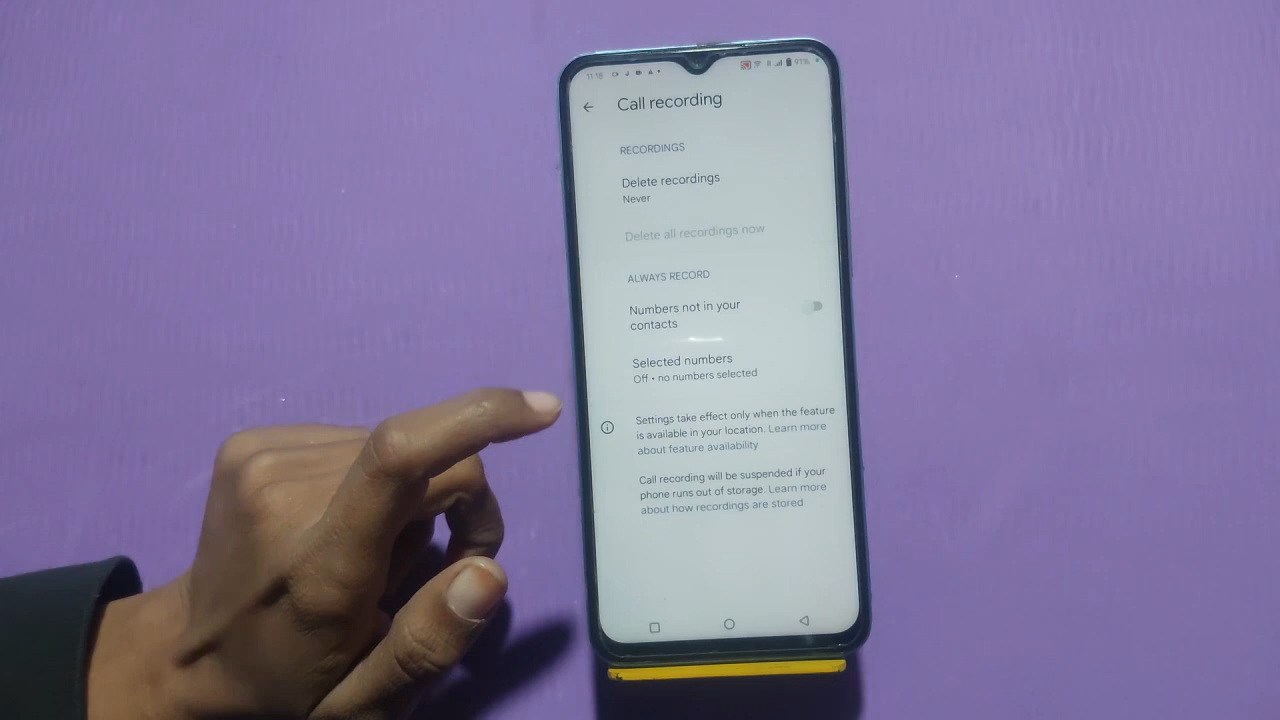 11:18 91%
Call recording
RECORDINGS
Delete recordings
Never
Delete all recordings now
ALWAYS RECORD
Numbers not in your
contacts
Selected numbers
Off • no numbers selected
Settings take effect only when the feature
is available in your location. Learn more
about feature availability
Call recording will be suspended if your
phone runs out of storage. Learn more
about how recordings are stored